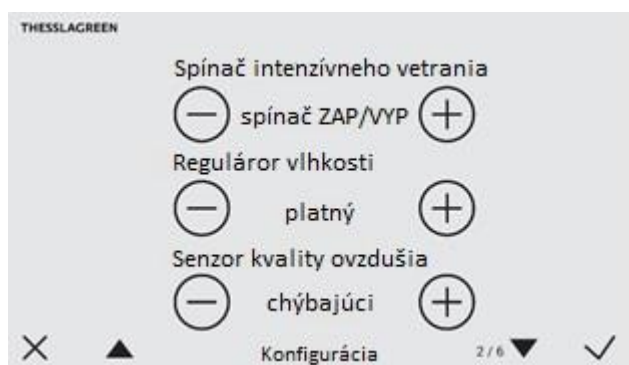 THESSLAGREEN
Spínač intenzívneho vetrania
spínač ZAP/VYP
Reguláror vlhkosti
platný
Senzor kvality ovzdušia
chýbajúci
Konfigurácia 2/6